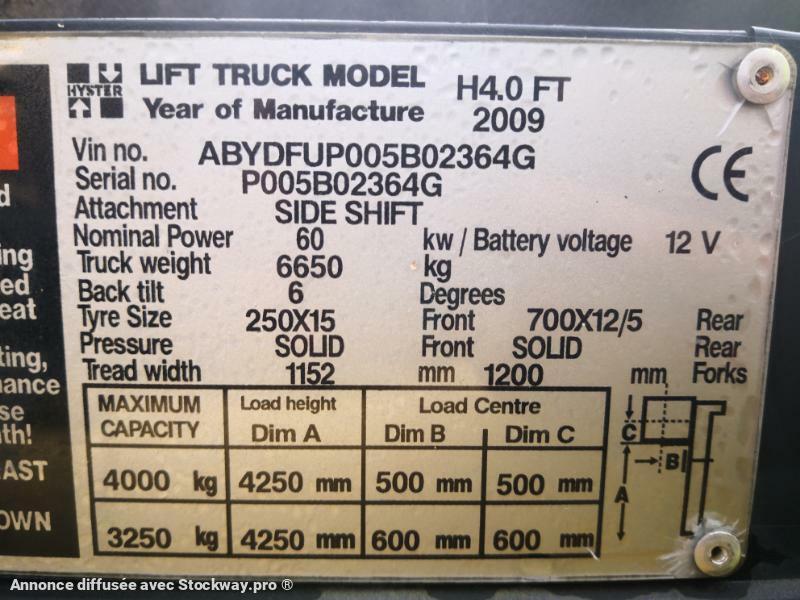 HYSTER
LIFT TRUCK MODEL H4.0 FT
Year of Manufacture 2009
Vin no. ABYDFUP005B02364G
Serial no. P005B02364G
Attachment SIDE SHIFT
Nominal Power 60 kw / Battery voltage 12 V
Truck weight 6650 kg
Back tilt 6 Degrees
Tyre Size 250X15 Front 700X12/5 Rear
Pressure SOLID Front SOLID Rear
Tread width 1152 mm 1200 mm Forks
MAXIMUM CAPACITY Load height Dim A Load Centre Dim B Dim C
4000 kg 4250 mm 500 mm 500 mm
3250 kg 4250 mm 600 mm 600 mm
C
B
A
CE
d
ing
ed
eat
ting,
nance
se
th!
AST
OWN
Annonce diffusée avec Stockway.pro ®